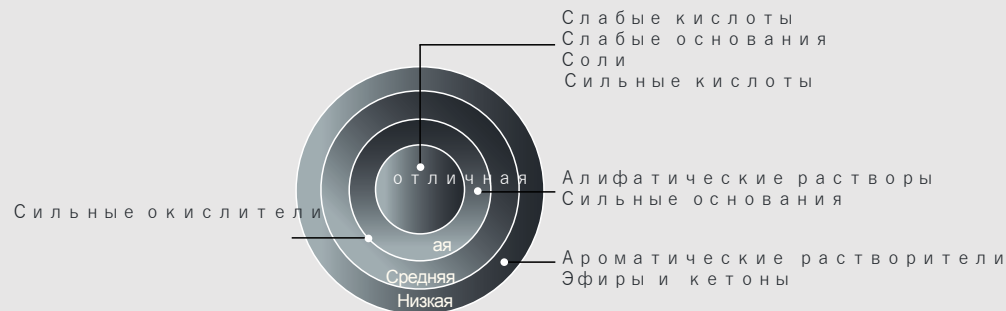 Слабые кислоты
Слабые основания
Соли
Сильные кислоты
отличная
Алифатические растворы
Сильные основания
Сильные окислители
ая
Ароматические растворители
Эфиры и кетоны
Средняя
Низкая